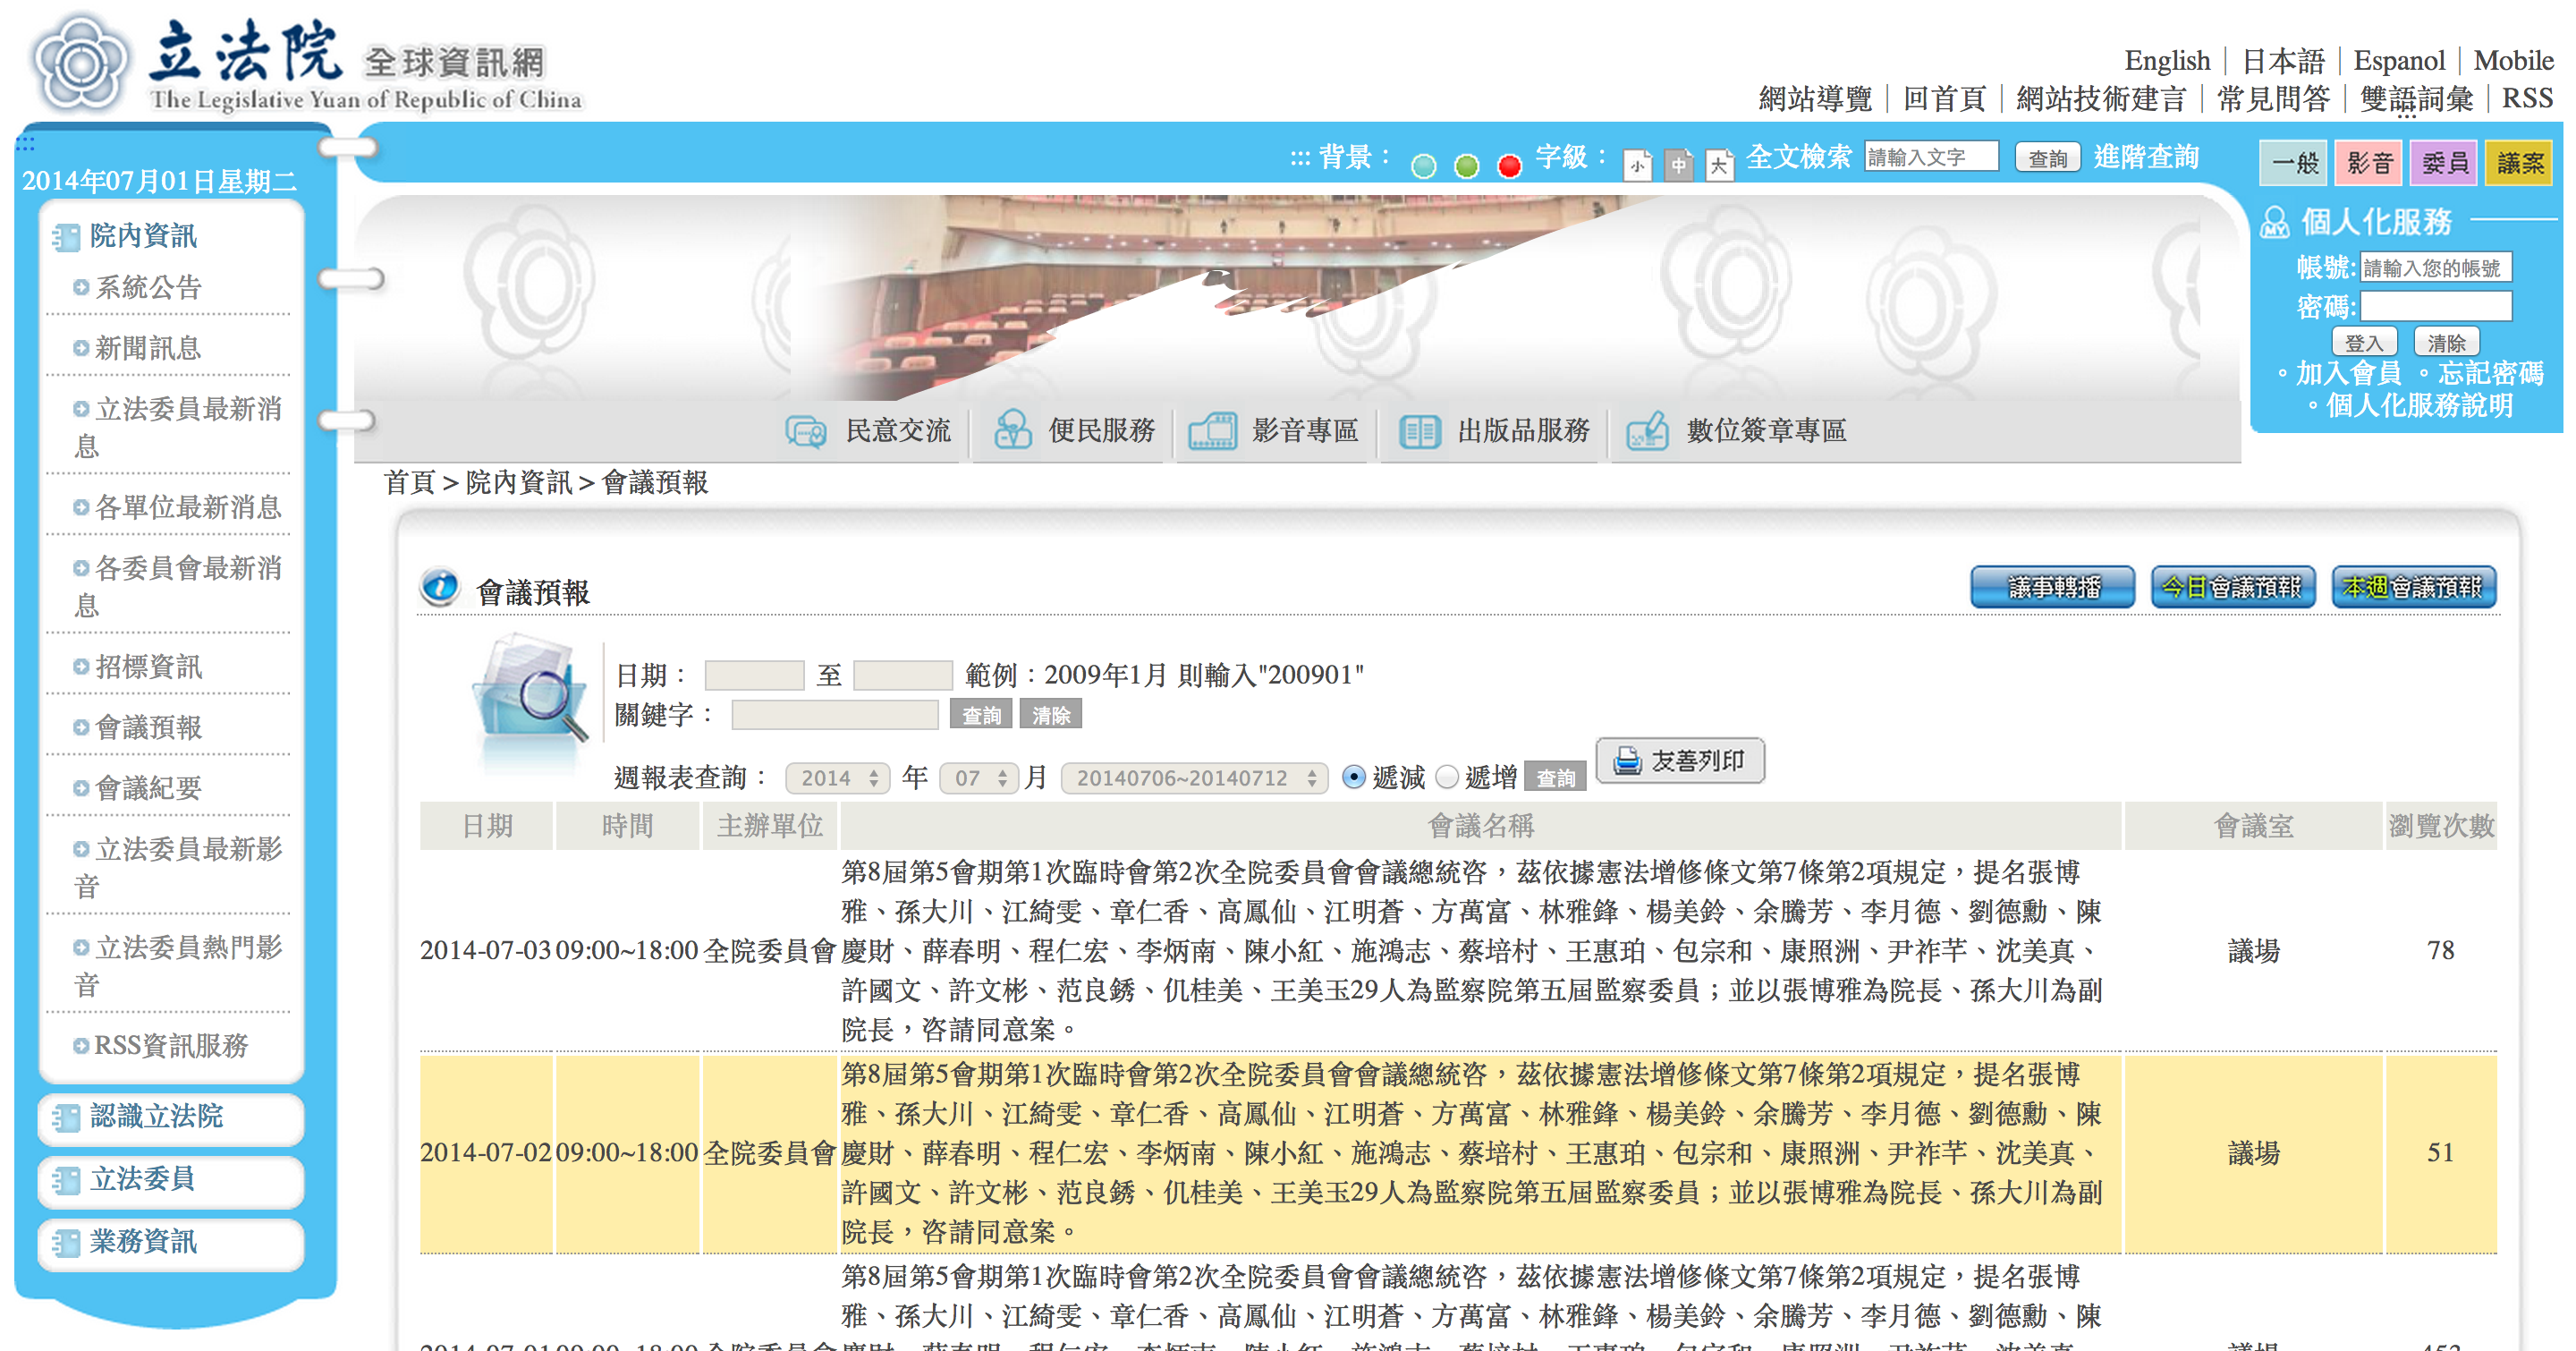 立法院 全球資訊網
The Legislative Yuan of Republic of China
English｜日本語｜Espanol｜Mobile
網站導覽｜回首頁｜網站技術建言｜常見問答｜雙語詞彙｜RSS
:::
2014年07月01日星期二
院內資訊
系統公告
新聞訊息
立法委員最新消
息
各單位最新消息
各委員會最新消
息
招標資訊
會議預報
會議紀要
立法委員最新影
音
立法委員熱門影
音
RSS資訊服務
認識立法院
立法委員
業務資訊
::: 背景： 字級： 小 中 大 全文檢索 請輸入文字 查詢 進階查詢
:::
一般 影音 委員 議案
MY 個人化服務
帳號: 請輸入您的帳號
密碼:
登入 清除
。加入會員 。忘記密碼
。個人化服務說明
民意交流 便民服務 影音專區 出版品服務 數位簽章專區
首頁 > 院內資訊 > 會議預報
會議預報
議事轉播 今日會議預報 本週會議預報
日期： 至 範例：2009年1月 則輸入"200901"
關鍵字： 查詢 清除
週報表查詢： 2014 年 07 月 20140706~20140712 遞減 遞增 查詢 友善列印
日期 時間 主辦單位 會議名稱 會議室 瀏覽次數
第8屆第5會期第1次臨時會第2次全院委員會會議總統咨，茲依據憲法增修條文第7條第2項規定，提名張博
雅、孫大川、江綺雯、章仁香、高鳳仙、江明蒼、方萬富、林雅鋒、楊美鈴、余騰芳、李月德、劉德勳、陳
2014-07-03 09:00~18:00 全院委員會 慶財、薛春明、程仁宏、李炳南、陳小紅、施鴻志、蔡培村、王惠珀、包宗和、康照洲、尹祚芊、沈美真、 議場 78
許國文、許文彬、范良銹、仉桂美、王美玉29人為監察院第五屆監察委員；並以張博雅為院長、孫大川為副
院長，咨請同意案。
第8屆第5會期第1次臨時會第2次全院委員會會議總統咨，茲依據憲法增修條文第7條第2項規定，提名張博
雅、孫大川、江綺雯、章仁香、高鳳仙、江明蒼、方萬富、林雅鋒、楊美鈴、余騰芳、李月德、劉德勳、陳
2014-07-02 09:00~18:00 全院委員會 慶財、薛春明、程仁宏、李炳南、陳小紅、施鴻志、蔡培村、王惠珀、包宗和、康照洲、尹祚芊、沈美真、 議場 51
許國文、許文彬、范良銹、仉桂美、王美玉29人為監察院第五屆監察委員；並以張博雅為院長、孫大川為副
院長，咨請同意案。
第8屆第5會期第1次臨時會第2次全院委員會會議總統咨，茲依據憲法增修條文第7條第2項規定，提名張博
雅、孫大川、江綺雯、章仁香、高鳳仙、江明蒼、方萬富、林雅鋒、楊美鈴、余騰芳、李月德、劉德勳、陳